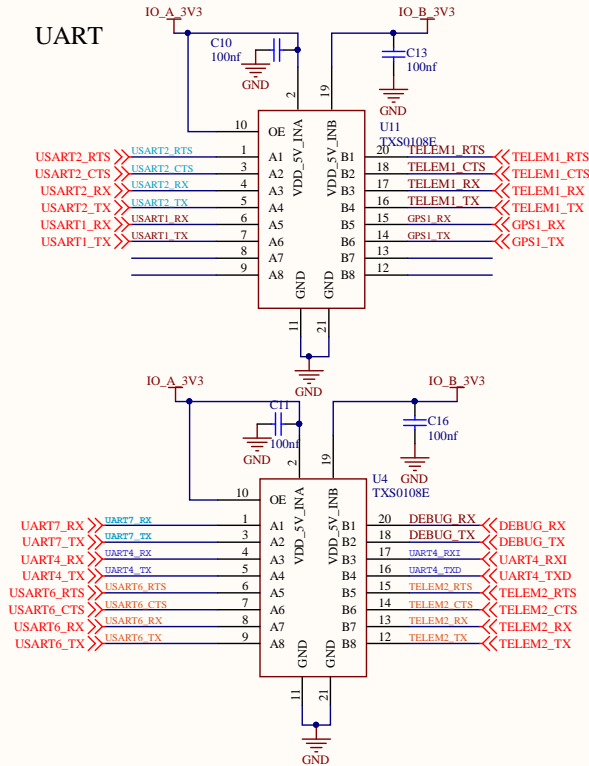 UART
IO_A_3V3
IO_B_3V3
C10
100nf
GND
C13
100nf
GND
2
19
VDD_5V_INA
VDD_5V_INB
U11
TXS0108E
10 OE
USART2_RTS USART2_RTS 1 A1 B1 20 TELEM1_RTS TELEM1_RTS
USART2_CTS USART2_CTS 3 A2 B2 18 TELEM1_CTS TELEM1_CTS
USART2_RX USART2_RX 4 A3 B3 17 TELEM1_RX TELEM1_RX
USART2_TX USART2_TX 5 A4 B4 16 TELEM1_TX TELEM1_TX
USART1_RX USART1_RX 6 A5 B5 15 GPS1_RX GPS1_RX
USART1_TX USART1_TX 7 A6 B6 14 GPS1_TX GPS1_TX
8 A7 B7 13
9 A8 B8 12
GND
GND
11
21
GND
IO_A_3V3
IO_B_3V3
C11
100nf
GND
C16
100nf
GND
2
19
VDD_5V_INA
VDD_5V_INB
U4
TXS0108E
10 OE
UART7_RX UART7_RX 1 A1 B1 20 DEBUG_RX DEBUG_RX
UART7_TX UART7_TX 3 A2 B2 18 DEBUG_TX DEBUG_TX
UART4_RX UART4_RX 4 A3 B3 17 UART4_RXI UART4_RXI
UART4_TX UART4_TX 5 A4 B4 16 UART4_TXD UART4_TXD
USART6_RTS USART6_RTS 6 A5 B5 15 TELEM2_RTS TELEM2_RTS
USART6_CTS USART6_CTS 7 A6 B6 14 TELEM2_CTS TELEM2_CTS
USART6_RX USART6_RX 8 A7 B7 13 TELEM2_RX TELEM2_RX
USART6_TX USART6_TX 9 A8 B8 12 TELEM2_TX TELEM2_TX
GND
GND
11
21
GND